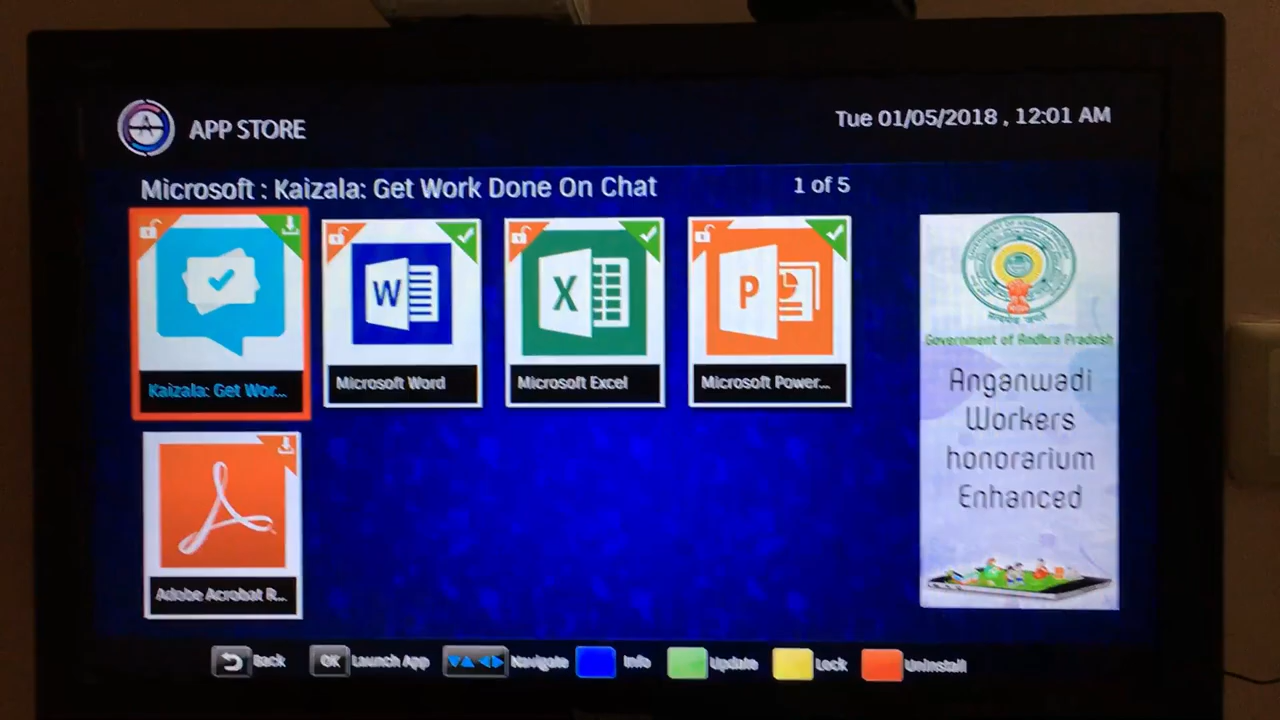 APP STORE
Tue 01/05/2018 , 12:01 AM
Microsoft : Kaizala: Get Work Done On Chat
1 of 5
Kaizala: Get Wor...
Microsoft Word
Microsoft Excel
Microsoft Power...
Adobe Acrobat R...
Government of Andhra Pradesh
Anganwadi
Workers
honorarium
Enhanced
Back
OK Launch App
Navigate
Info
Update
Lock
Uninstall